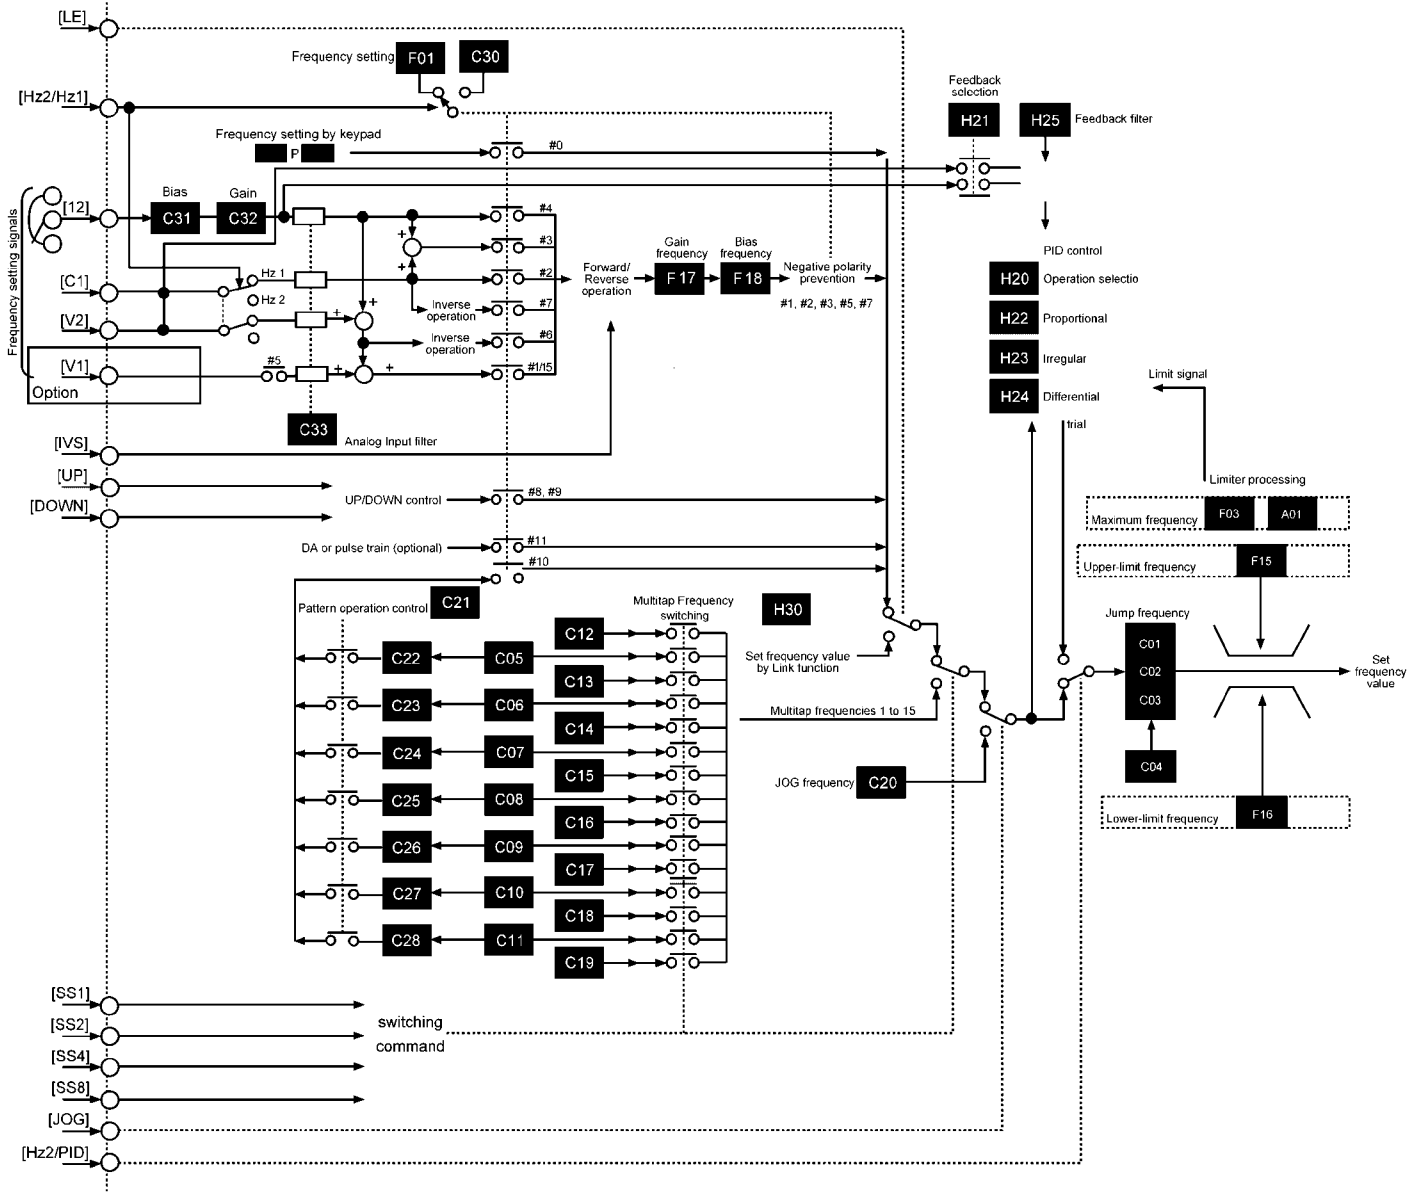 [LE]
Frequency setting
F01
C30
[Hz2/Hz1]
Feedback
selection
H21
H25
Feedback filter
Frequency setting by keypad
P
#0
Frequency setting signals
[12]
Bias
C31
Gain
C32
#4
+
#3
+
[C1]
Hz 1
Hz 2
#2
Inverse
operation
#7
+
[V2]
+
Inverse
operation
#6
[V1]
Option
#5
+
+
#1/15
C33
Analog Input filter
Forward/
Reverse
operation
Gain
frequency
F 17
Bias
frequency
F 18
Negative polarity
prevention
#1, #2, #3, #5, #7
PID control
H20
Operation selectio
H22
Proportional
H23
Irregular
H24
Differential
trial
Limit signal
Limiter processing
Maximum frequency
F03
A01
Upper-limit frequency
F15
[IVS]
[UP]
[DOWN]
UP/DOWN control
#8, #9
DA or pulse train (optional)
#11
#10
Pattern operation control
C21
Multitap Frequency
switching
H30
C12
C22
C05
C13
C23
C06
C14
C24
C07
C15
C25
C08
C16
C26
C09
C17
C27
C10
C18
C28
C11
C19
Set frequency value
by Link function
Multitap frequencies 1 to 15
JOG frequency
C20
Jump frequency
C01
C02
C03
C04
Set
frequency
value
Lower-limit frequency
F16
[SS1]
[SS2]
[SS4]
[SS8]
switching
command
[JOG]
[Hz2/PID]